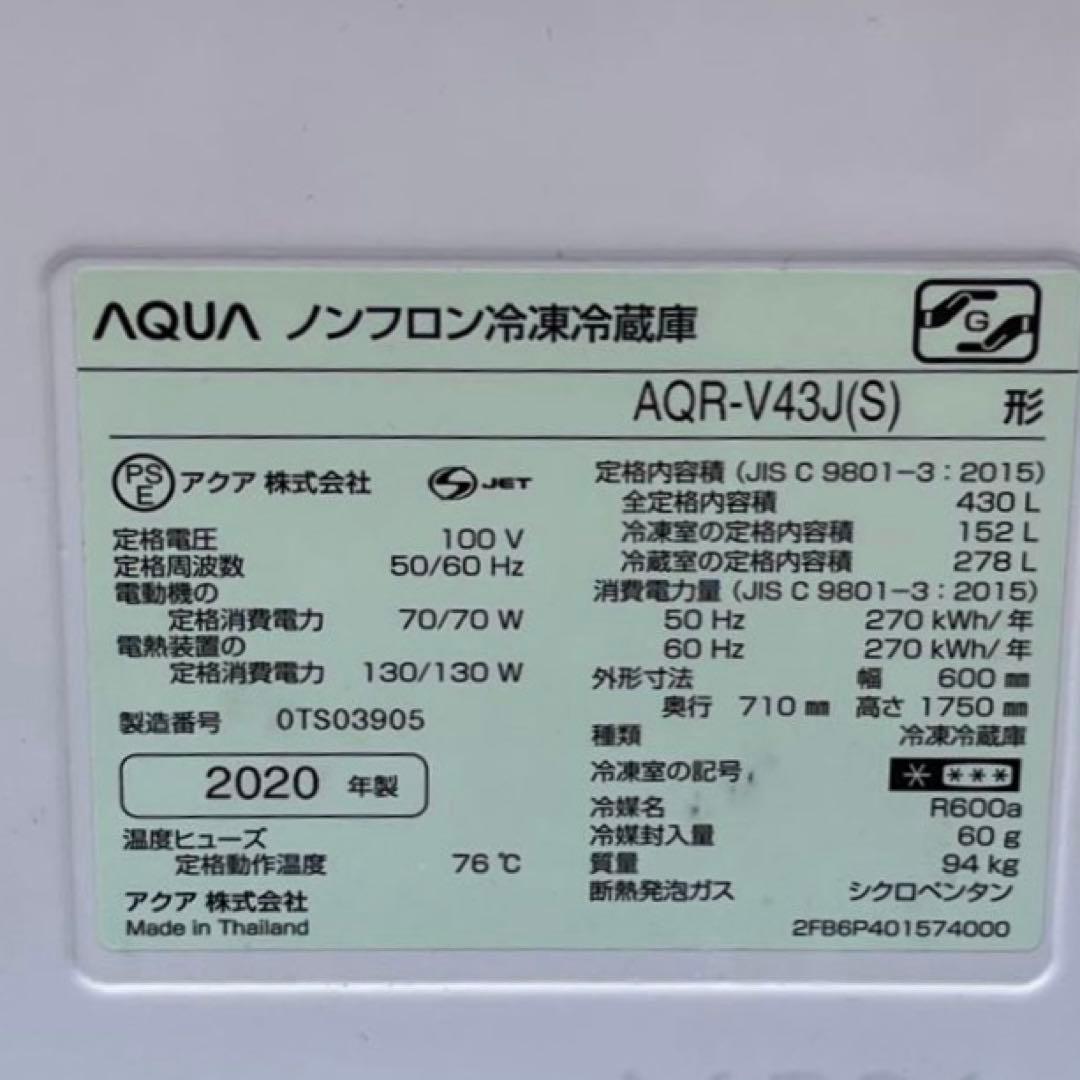 AQUA ノンフロン冷凍冷蔵庫
G
AQR-V43J(S) 形
PS E アクア 株式会社 S JET
定格電圧 100 V
定格周波数 50/60 Hz
電動機の
定格消費電力 70/70 W
電熱装置の
定格消費電力 130/130 W
製造番号 0TS03905
2020 年製
温度ヒューズ
定格動作温度 76 ℃
アクア 株式会社
Made in Thailand
定格内容積 (JIS C 9801-3:2015)
全定格内容積 430 L
冷凍室の定格内容積 152 L
冷蔵室の定格内容積 278 L
消費電力量 (JIS C 9801-3:2015)
50 Hz 270 kWh/年
60 Hz 270 kWh/年
外形寸法 幅 600 ㎜
奥行 710 ㎜ 高さ 1750 ㎜
種類 冷凍冷蔵庫
冷凍室の記号 * ***
冷媒名 R600a
冷媒封入量 60 g
質量 94 kg
断熱発泡ガス シクロペンタン
2FB6P401574000